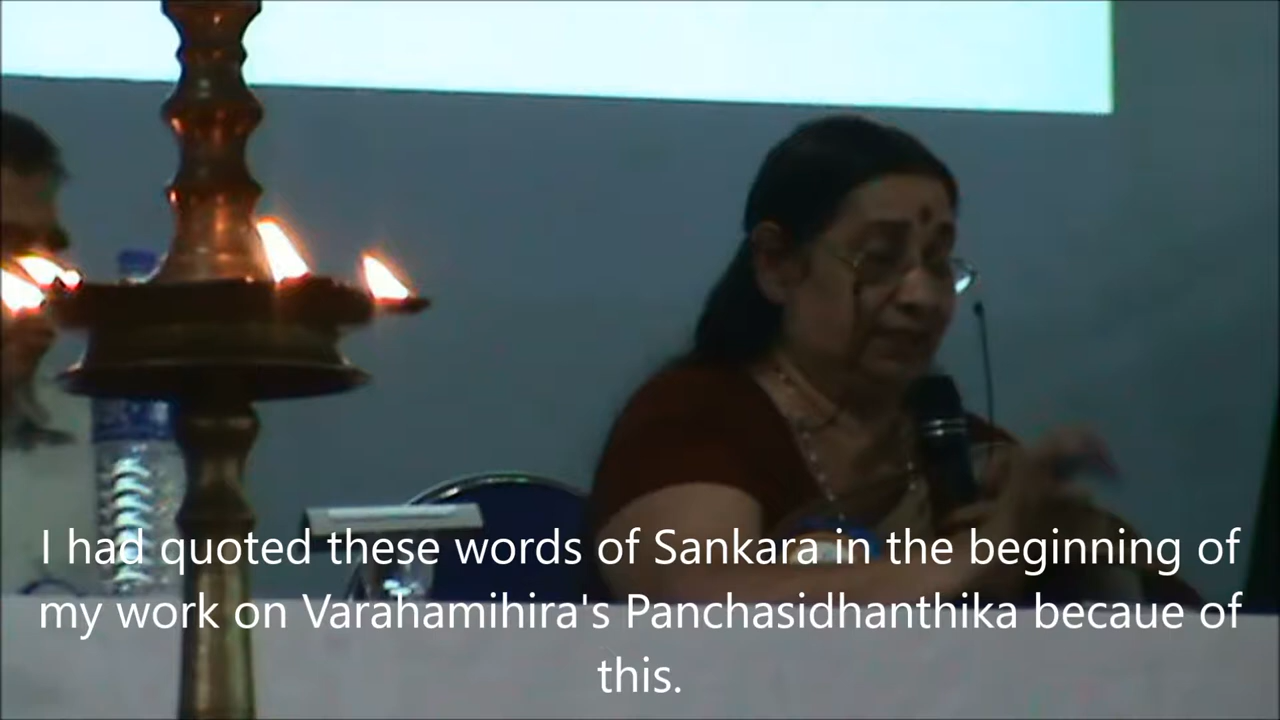 I had quoted these words of Sankara in the beginning of
my work on Varahamihira's Panchasidhanthika becaue of
this.